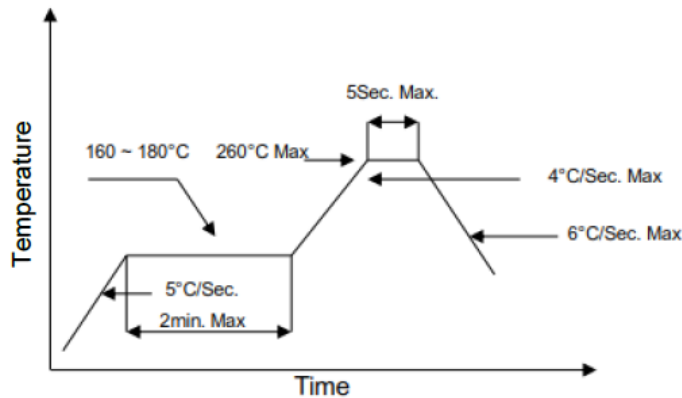 5Sec. Max.
160 ~ 180°C
260°C Max
4°C/Sec. Max
6°C/Sec. Max
5°C/Sec.
2min. Max
Temperature
Time